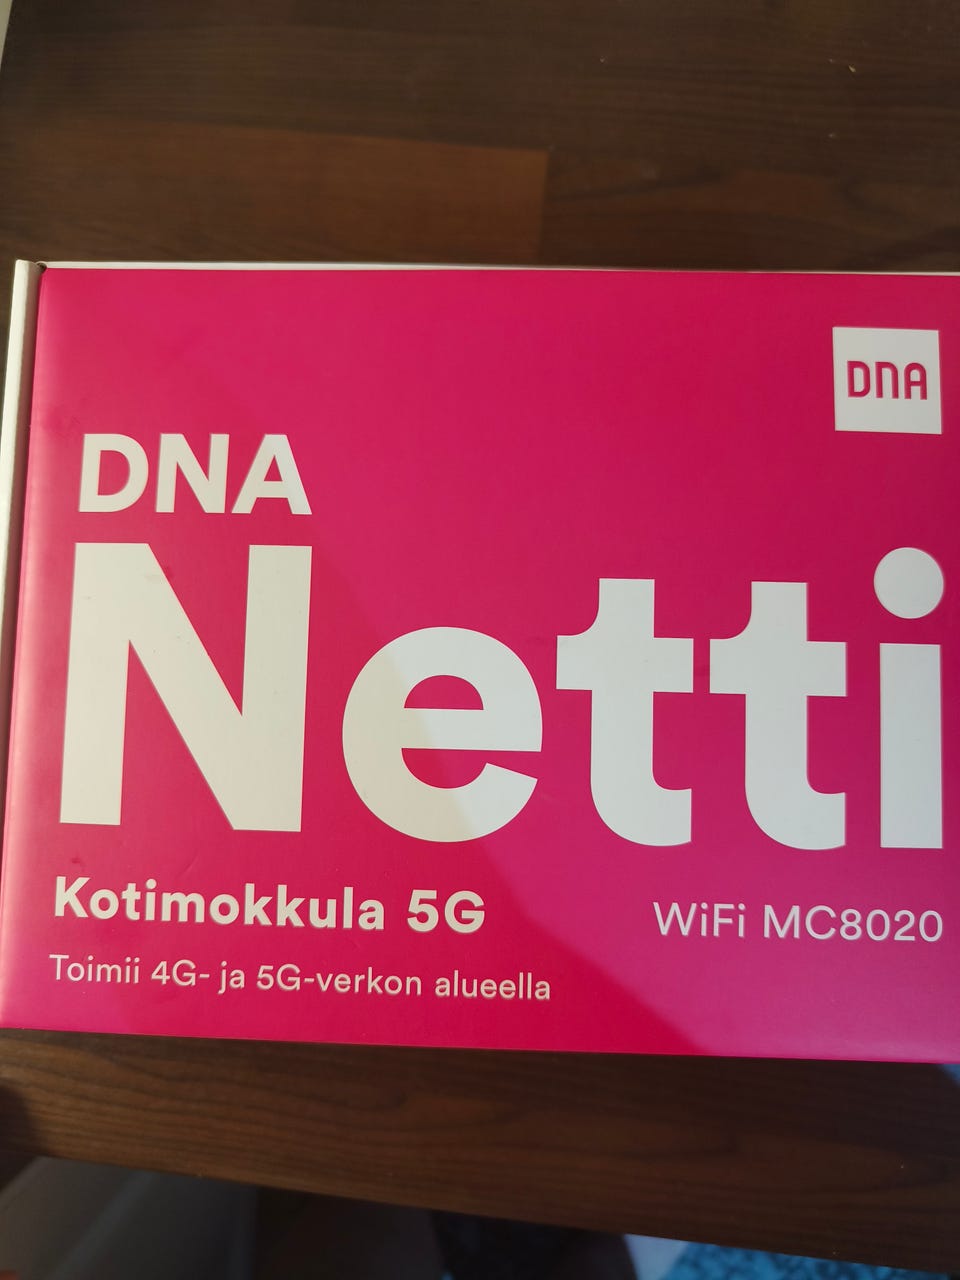 DNA
DNA
Netti
Kotimokkula 5G
WiFi MC8020
Toimii 4G- ja 5G-verkon alueella